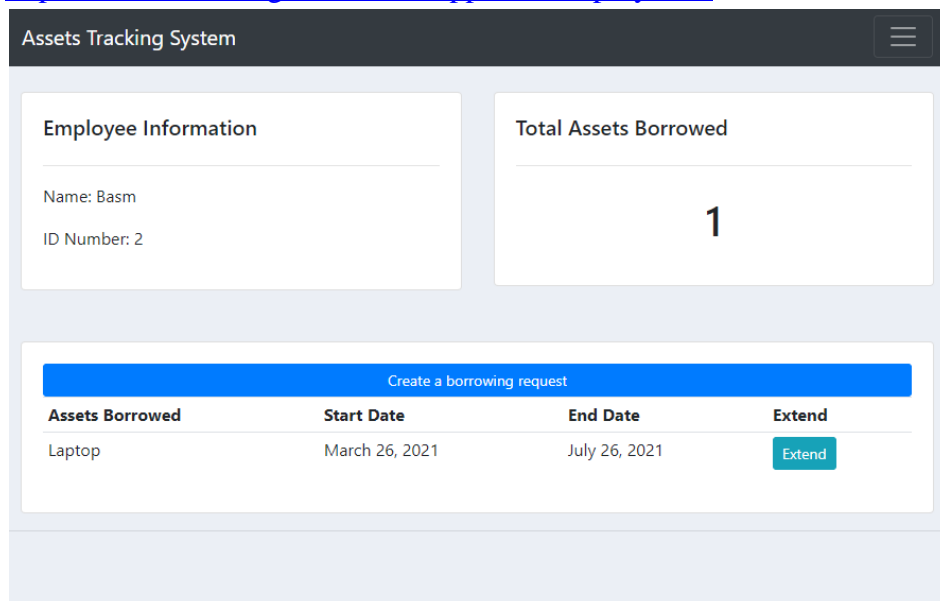 Assets Tracking System
Employee Information
Name: Basm
ID Number: 2
Total Assets Borrowed
1
Create a borrowing request
Assets Borrowed Start Date End Date Extend
Laptop March 26, 2021 July 26, 2021 Extend